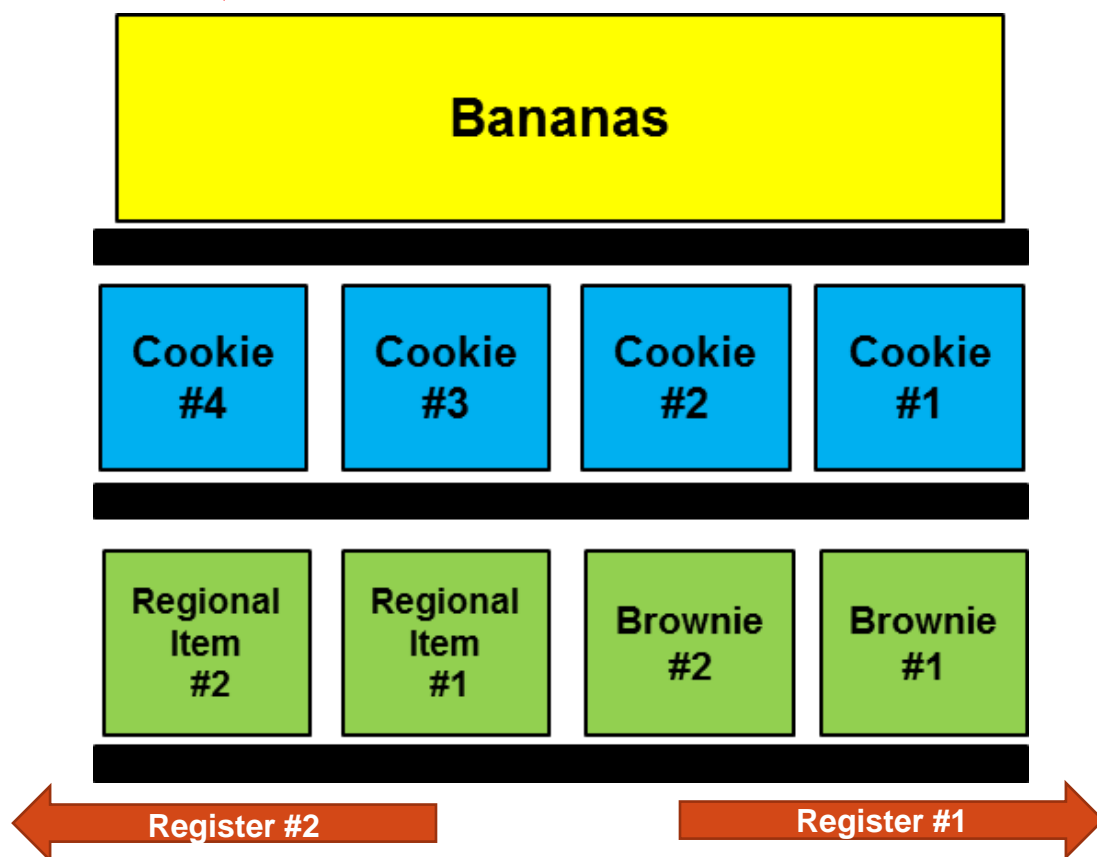 Bananas
Cookie
#4
Cookie
#3
Cookie
#2
Cookie
#1
Regional
Item
#2
Regional
Item
#1
Brownie
#2
Brownie
#1
Register #2
Register #1